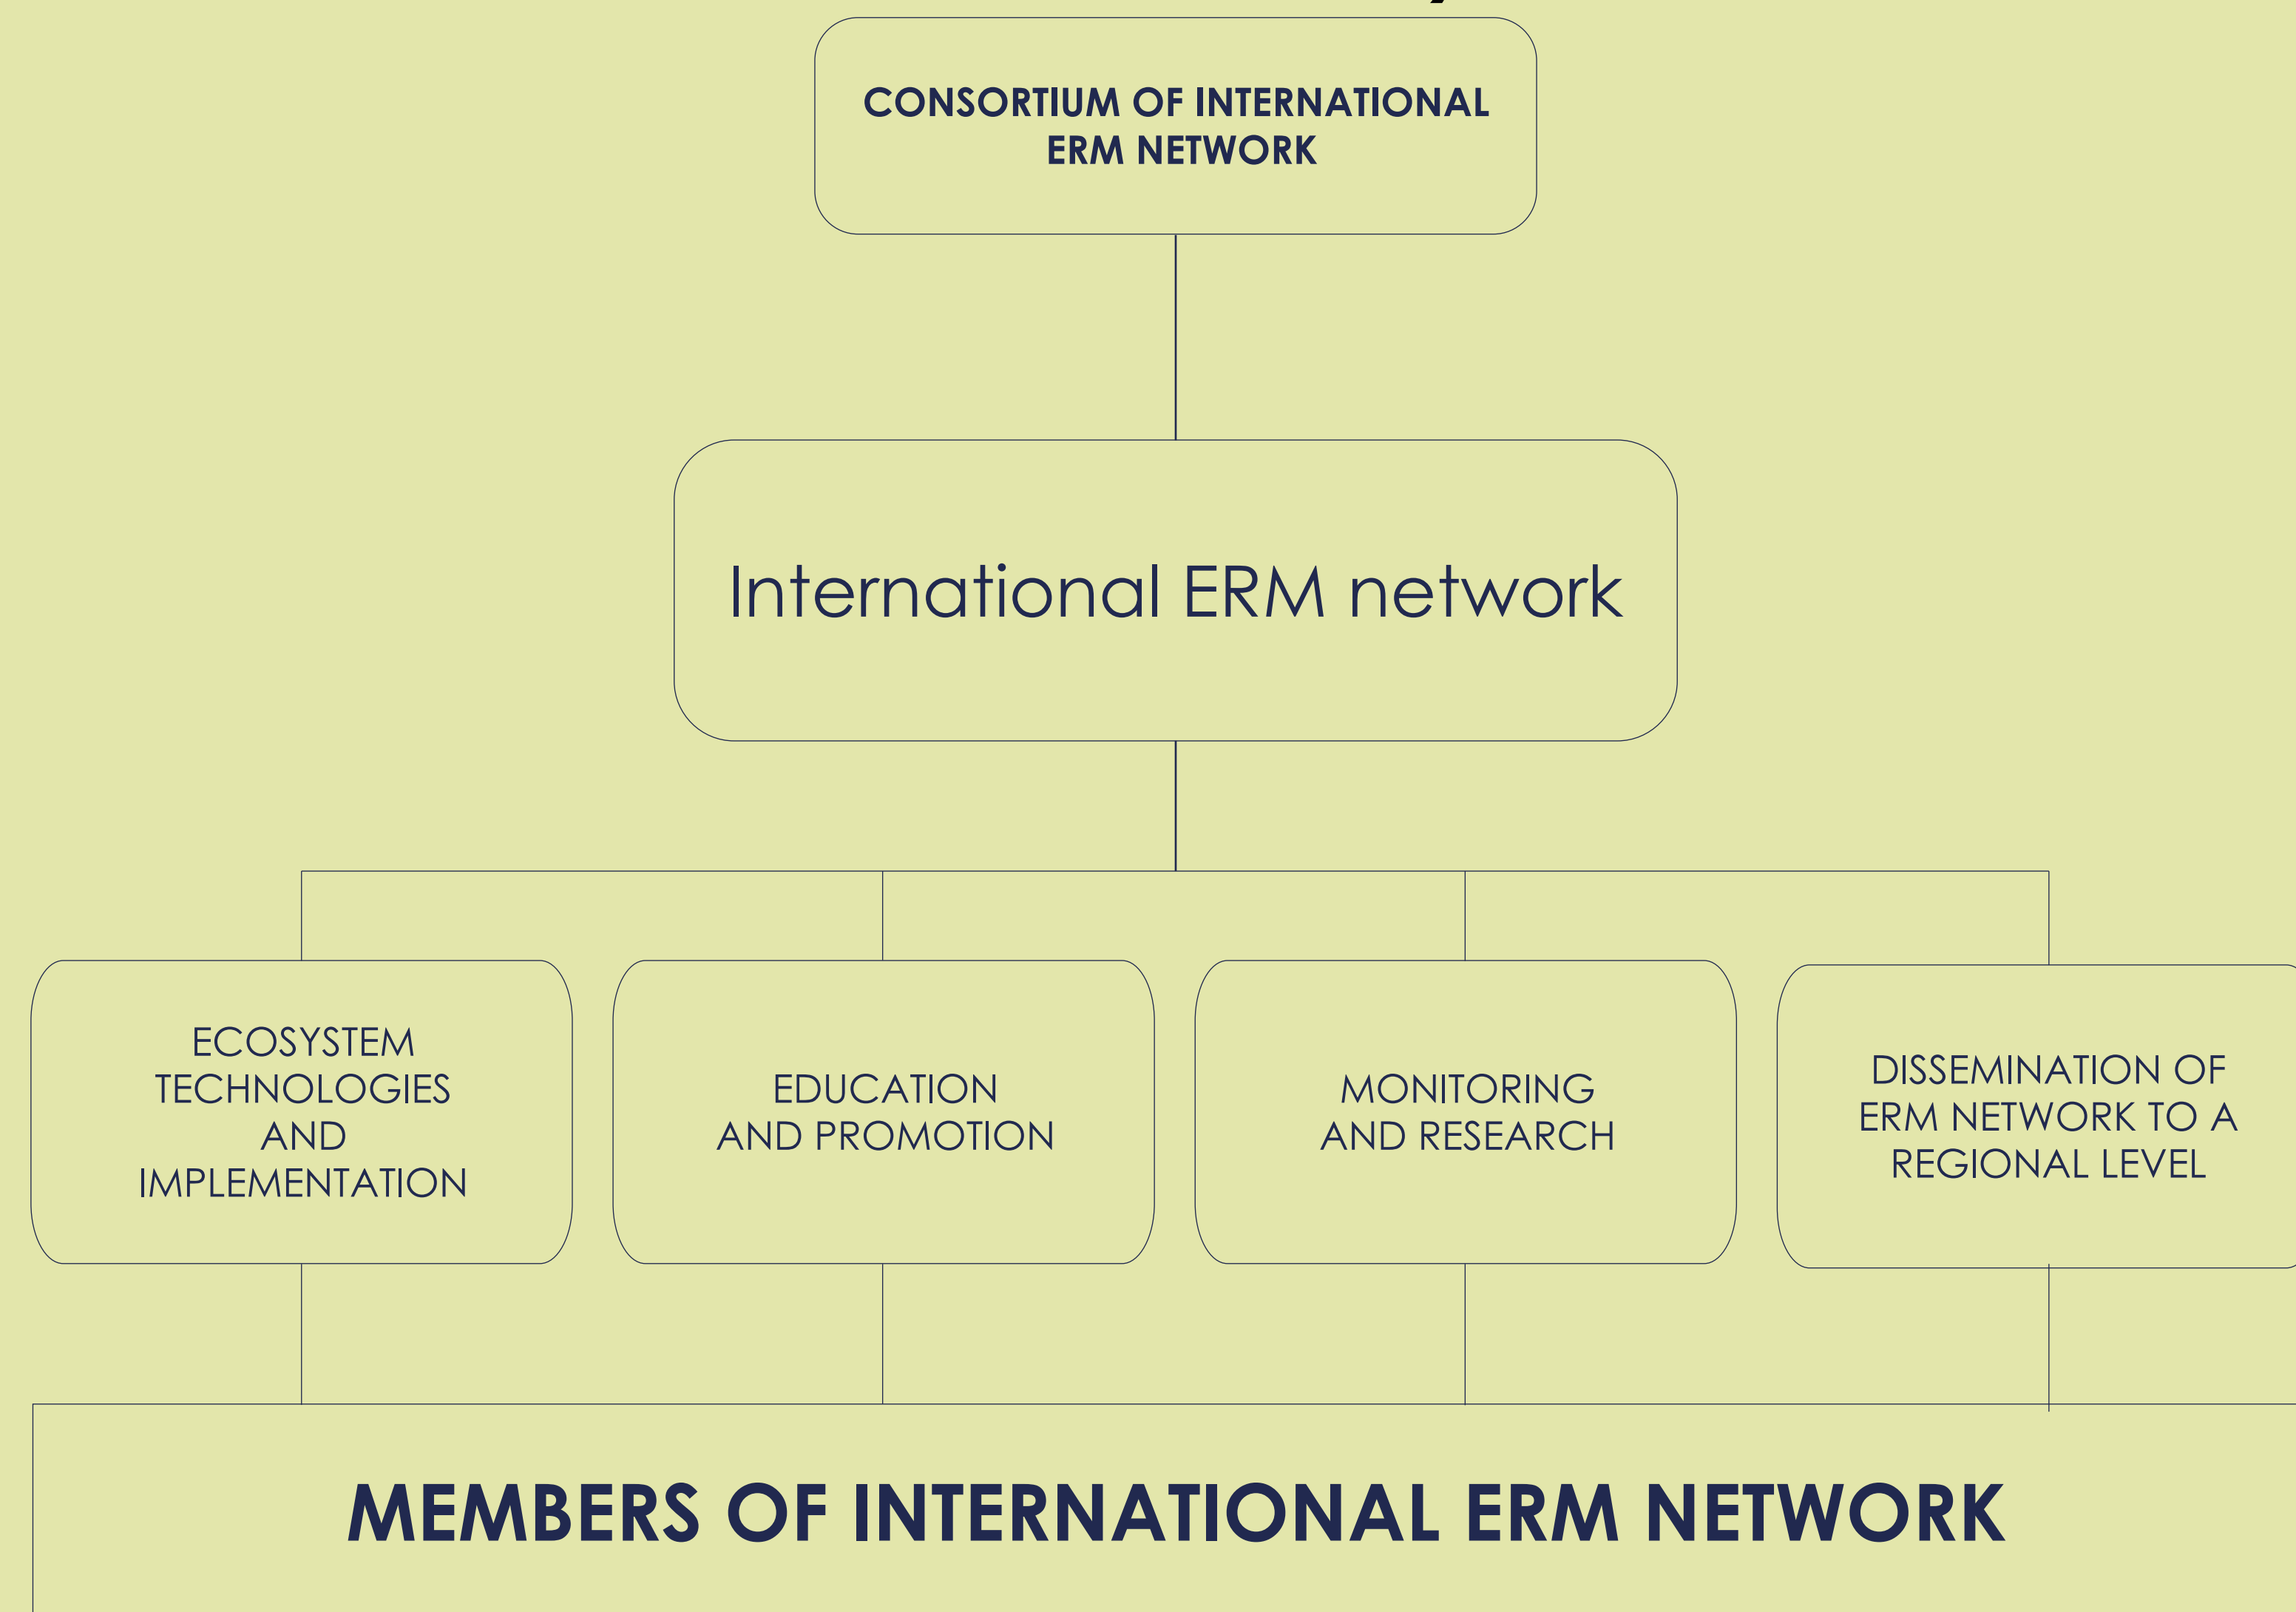 CONSORTIUM OF INTERNATIONAL
ERM NETWORK
International ERM network
ECOSYSTEM
TECHNOLOGIES
AND
IMPLEMENTATION
EDUCATION
AND PROMOTION
MONITORING
AND RESEARCH
DISSEMINATION OF
ERM NETWORK TO A
REGIONAL LEVEL
MEMBERS OF INTERNATIONAL ERM NETWORK